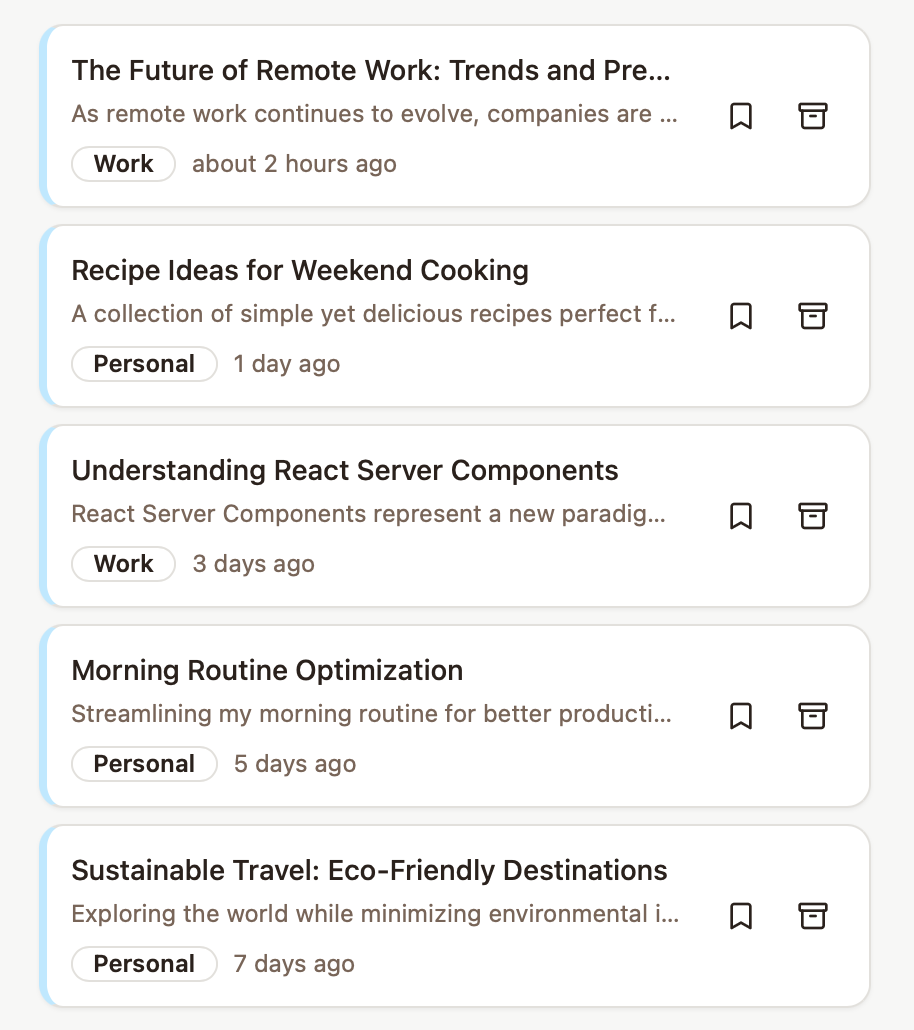 The Future of Remote Work: Trends and Pre...
As remote work continues to evolve, companies are ...
Work about 2 hours ago
Recipe Ideas for Weekend Cooking
A collection of simple yet delicious recipes perfect f...
Personal 1 day ago
Understanding React Server Components
React Server Components represent a new paradig...
Work 3 days ago
Morning Routine Optimization
Streamlining my morning routine for better producti...
Personal 5 days ago
Sustainable Travel: Eco-Friendly Destinations
Exploring the world while minimizing environmental i...
Personal 7 days ago